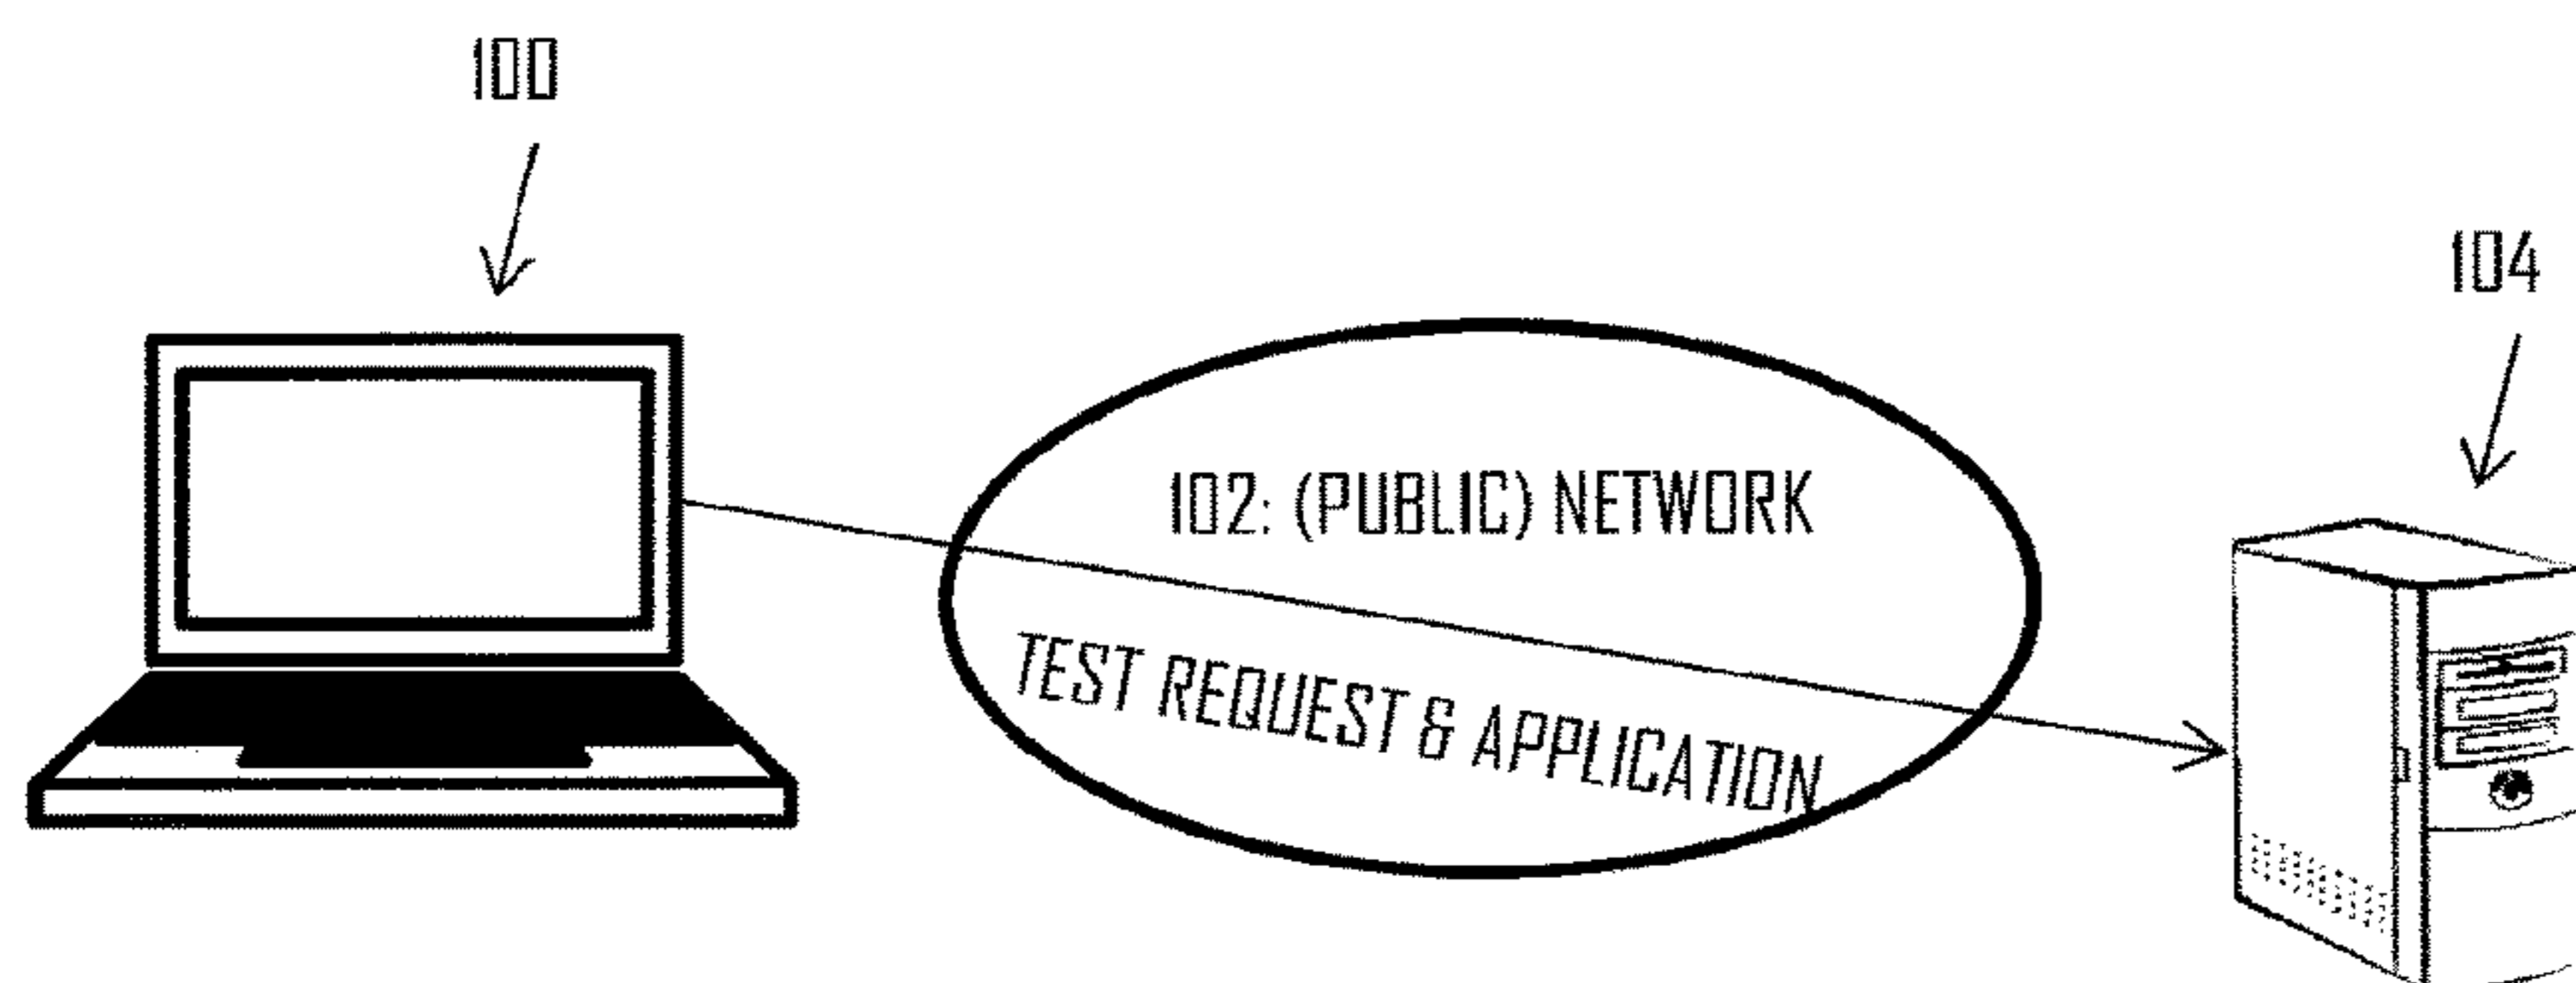 100
104
102: (PUBLIC) NETWORK
TEST REQUEST & APPLICATION